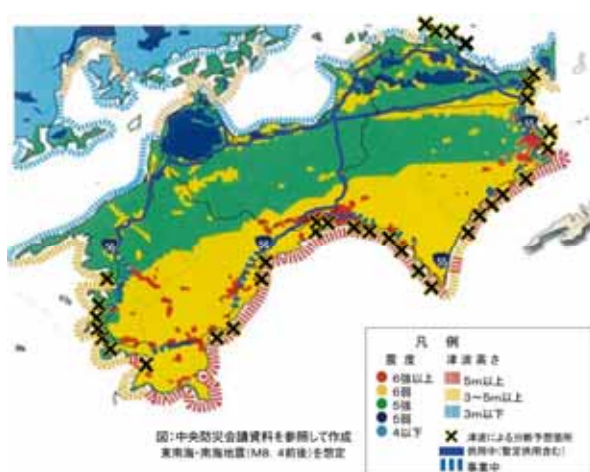 55
56
56
55
凡 例
震 度 津 波 高 さ
6強以上
6弱
5強
5弱
4以下
5m以上
3～5m以上
3m以下
津波による分断予想箇所
供用中(暫定供用含む)
事業中
図:中央防災会議資料を参照して作成
東南海・南海地震(M8. 4前後)を想定